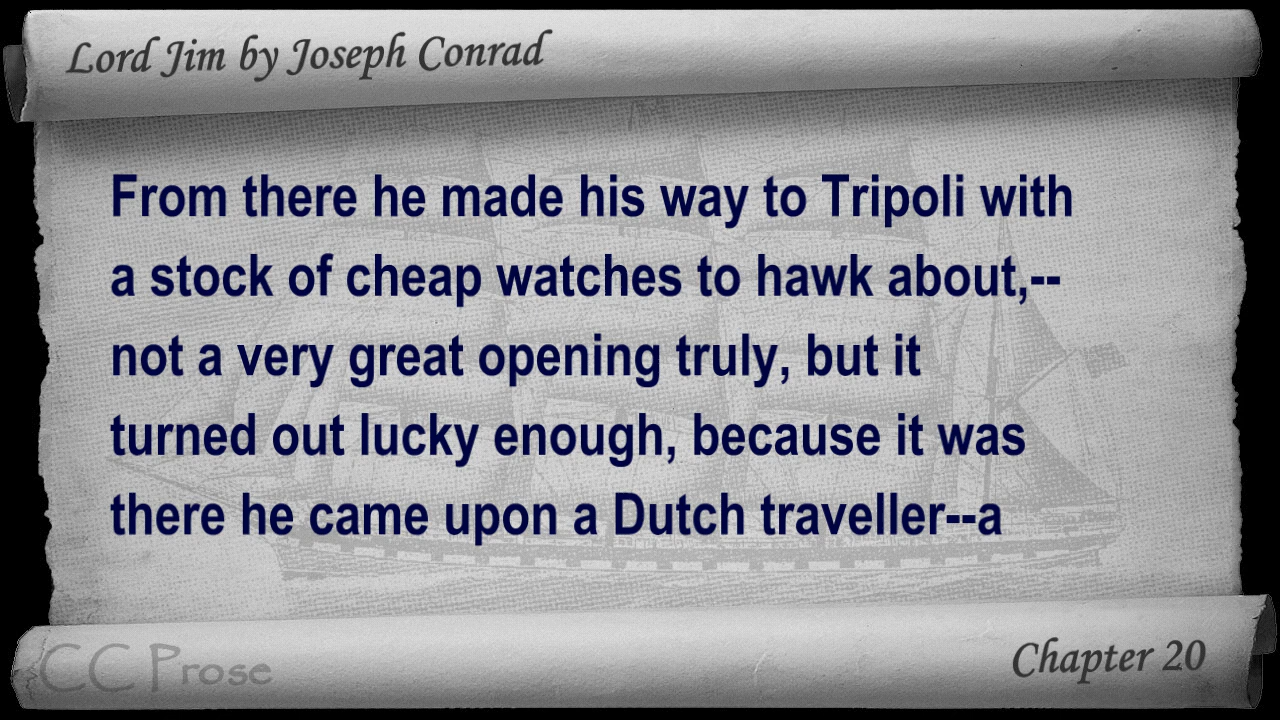 Lord Jim by Joseph Conrad
From there he made his way to Tripoli with
a stock of cheap watches to hawk about,--
not a very great opening truly, but it
turned out lucky enough, because it was
there he came upon a Dutch traveller--a
CC Prose
Chapter 20